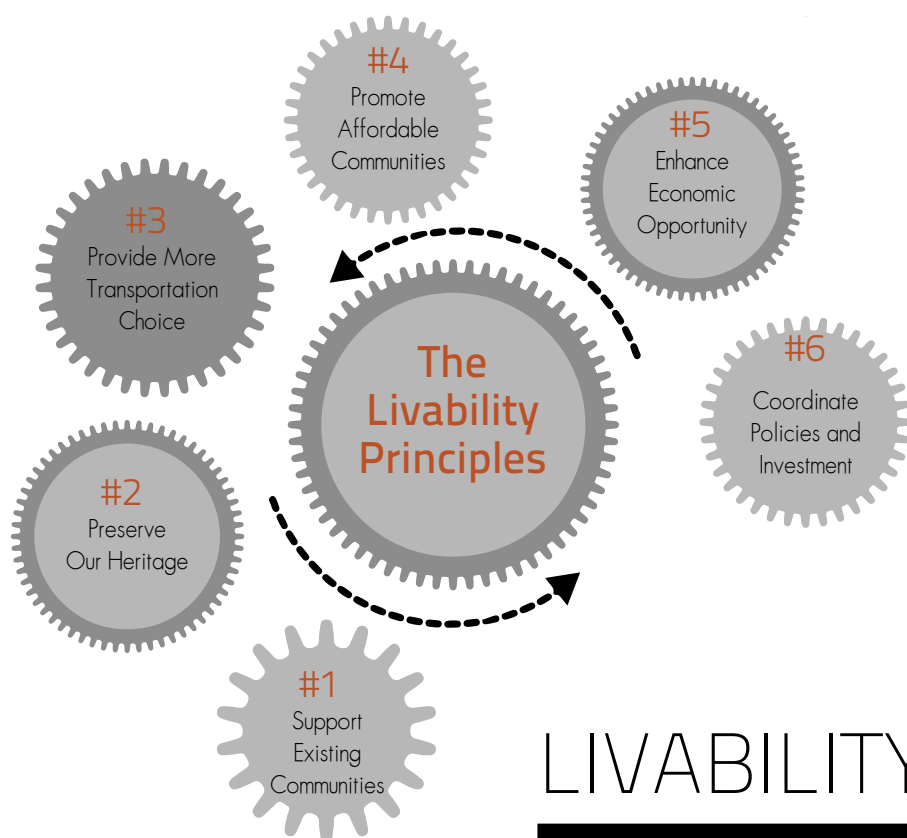 #4
Promote
Affordable
Communities
#5
Enhance
Economic
Opportunity
#3
Provide More
Transportation
Choice
The
Livability
Principles
#6
Coordinate
Policies and
Investment
#2
Preserve
Our Heritage
#1
Support
Existing
Communities
LIVABILITY